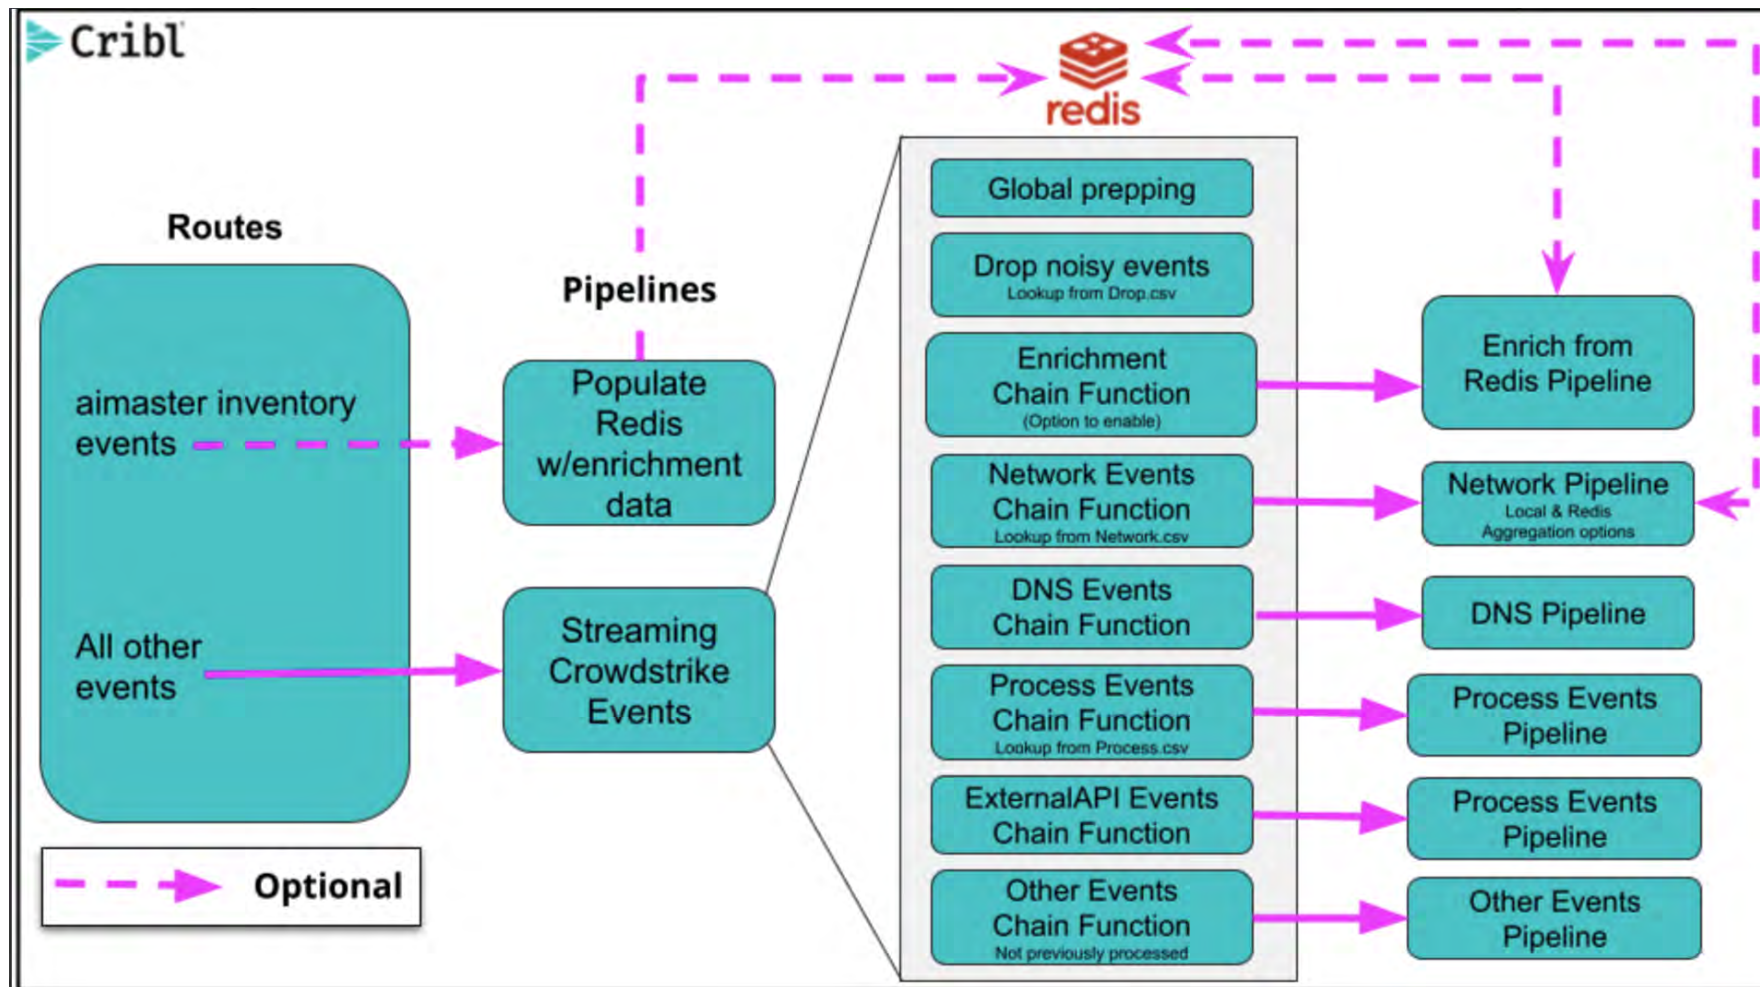 Cribl
redis
Routes
aimaster inventory
events
All other
events
Optional
Pipelines
Populate
Redis
w/enrichment
data
Streaming
Crowdstrike
Events
Global prepping
Drop noisy events
Lookup from Drop.csv
Enrichment
Chain Function
(Option to enable)
Network Events
Chain Function
Lookup from Network.csv
DNS Events
Chain Function
Process Events
Chain Function
Lookup from Process.csv
ExternalAPI Events
Chain Function
Other Events
Chain Function
Not previously processed
Enrich from
Redis Pipeline
Network Pipeline
Local & Redis
Aggregation options
DNS Pipeline
Process Events
Pipeline
Process Events
Pipeline
Other Events
Pipeline